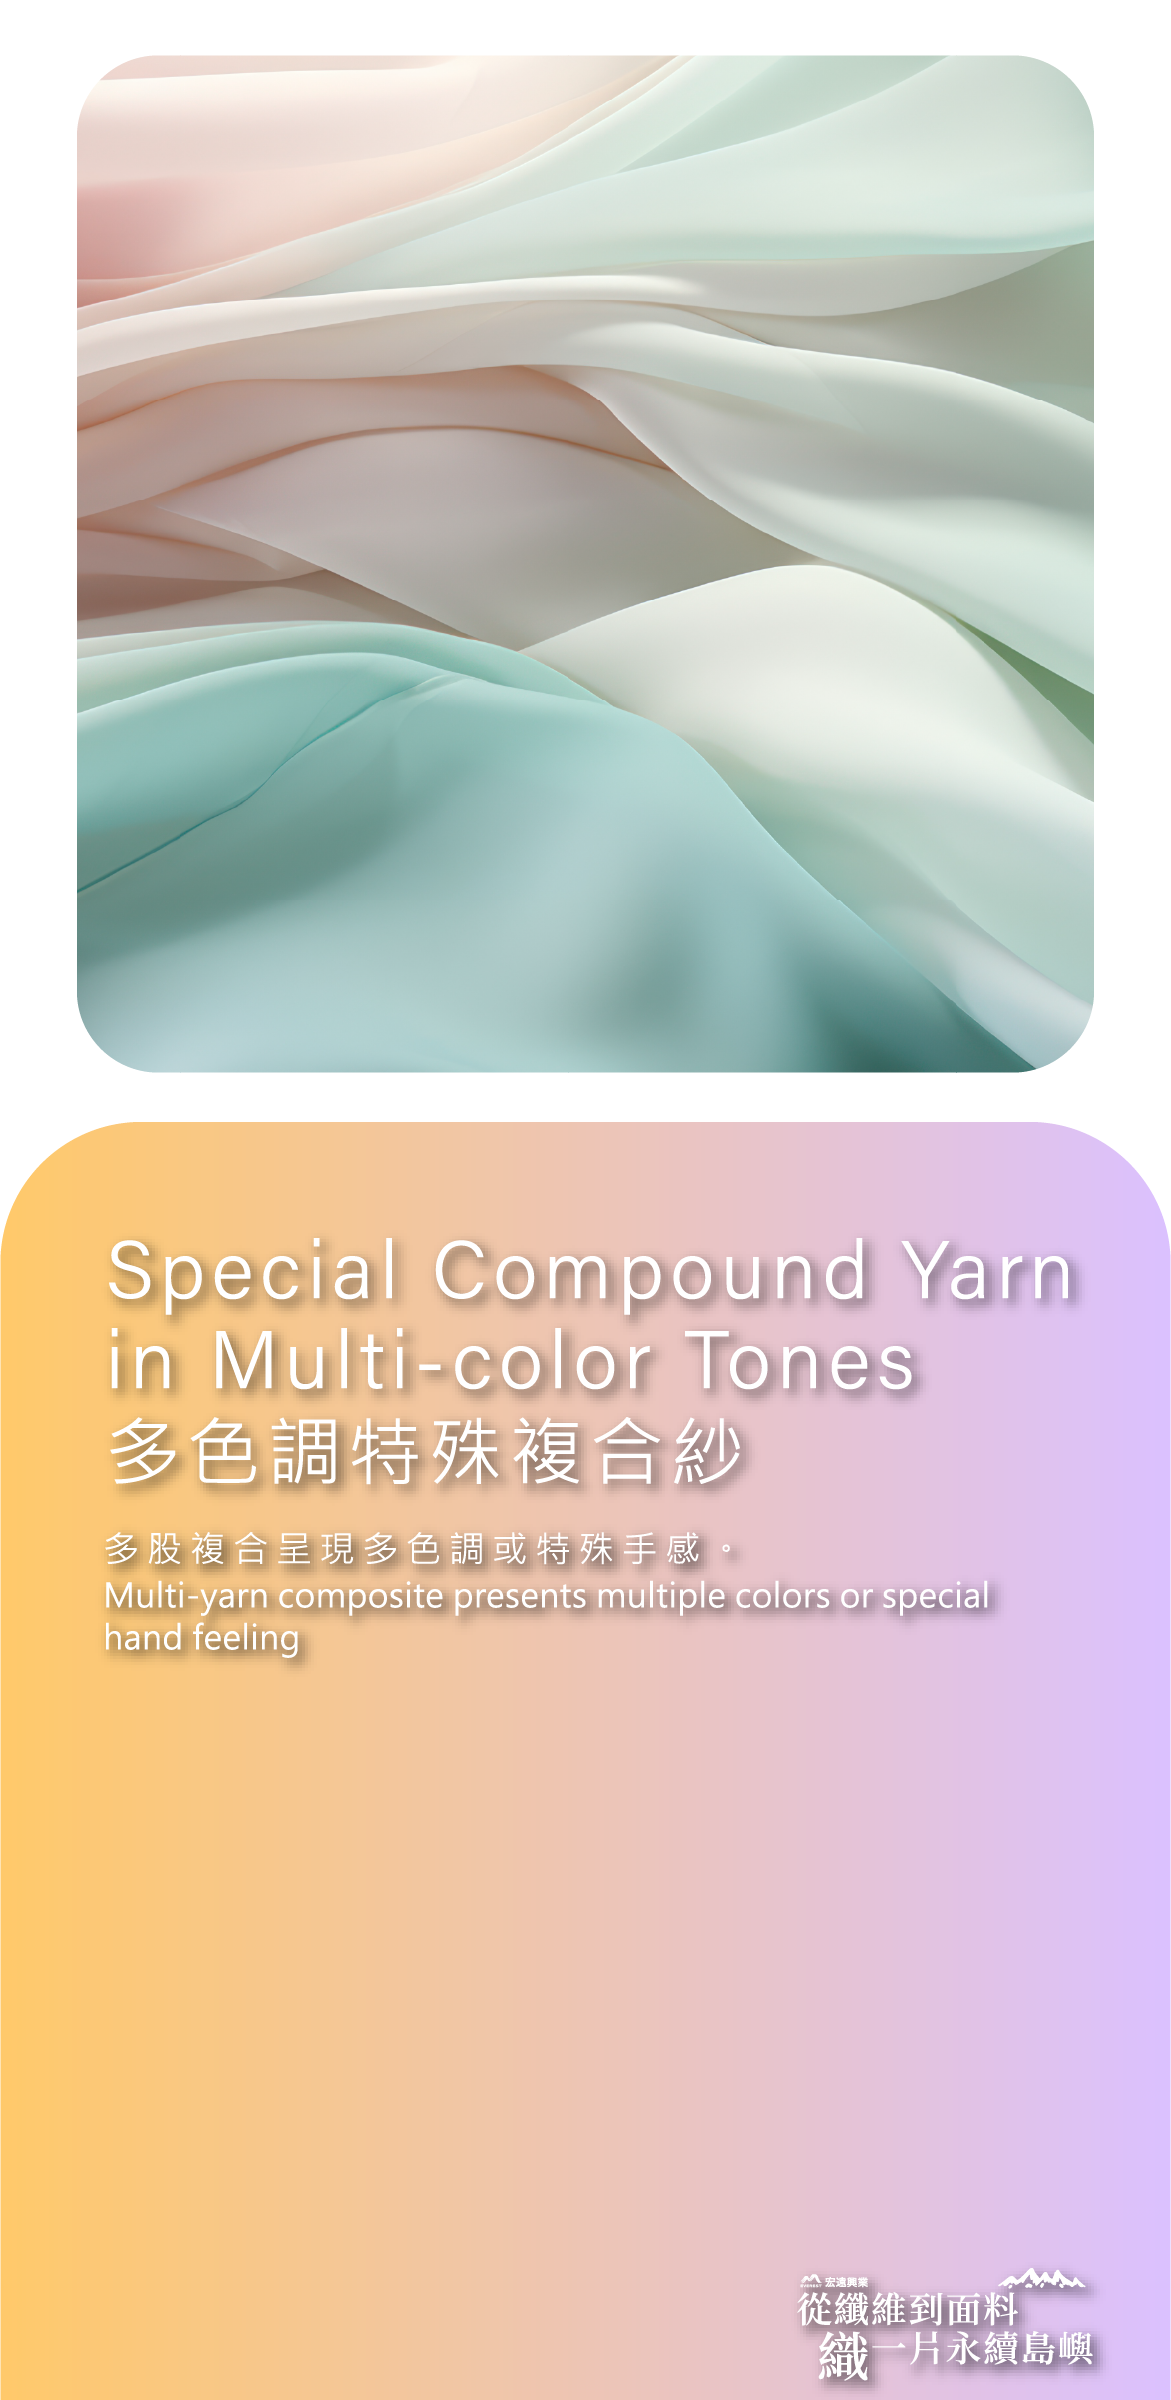 Special Compound Yarn
in Multi-color Tones
多色調特殊複合紗
多股複合呈現多色調或特殊手感。
Multi-yarn composite presents multiple colors or special
hand feeling
EVEREST 宏遠興業
從纖維到面料
織一片永續島嶼